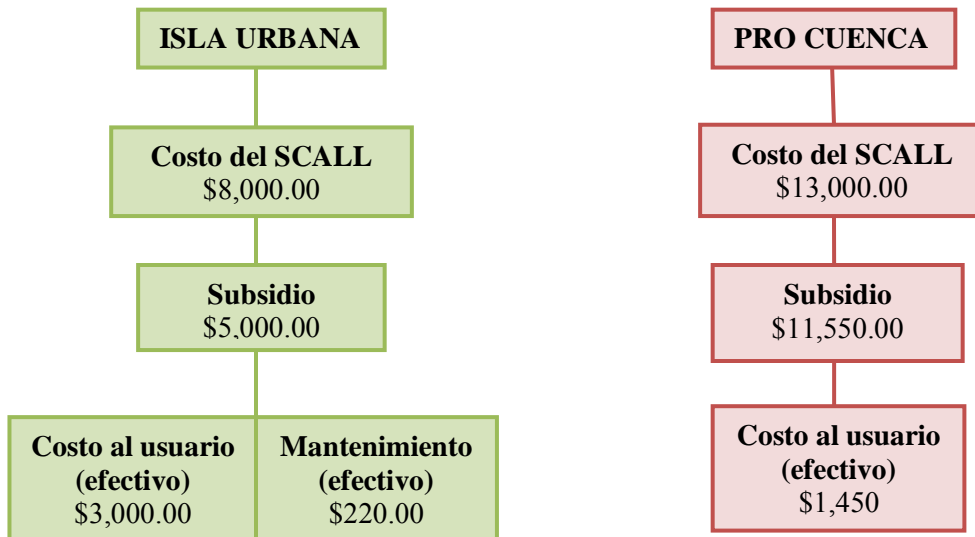 ISLA URBANA
Costo del SCALL
$8,000.00
Subsidio
$5,000.00
Costo al usuario
(efectivo)
$3,000.00
Mantenimiento
(efectivo)
$220.00
PRO CUENCA
Costo del SCALL
$13,000.00
Subsidio
$11,550.00
Costo al usuario
(efectivo)
$1,450